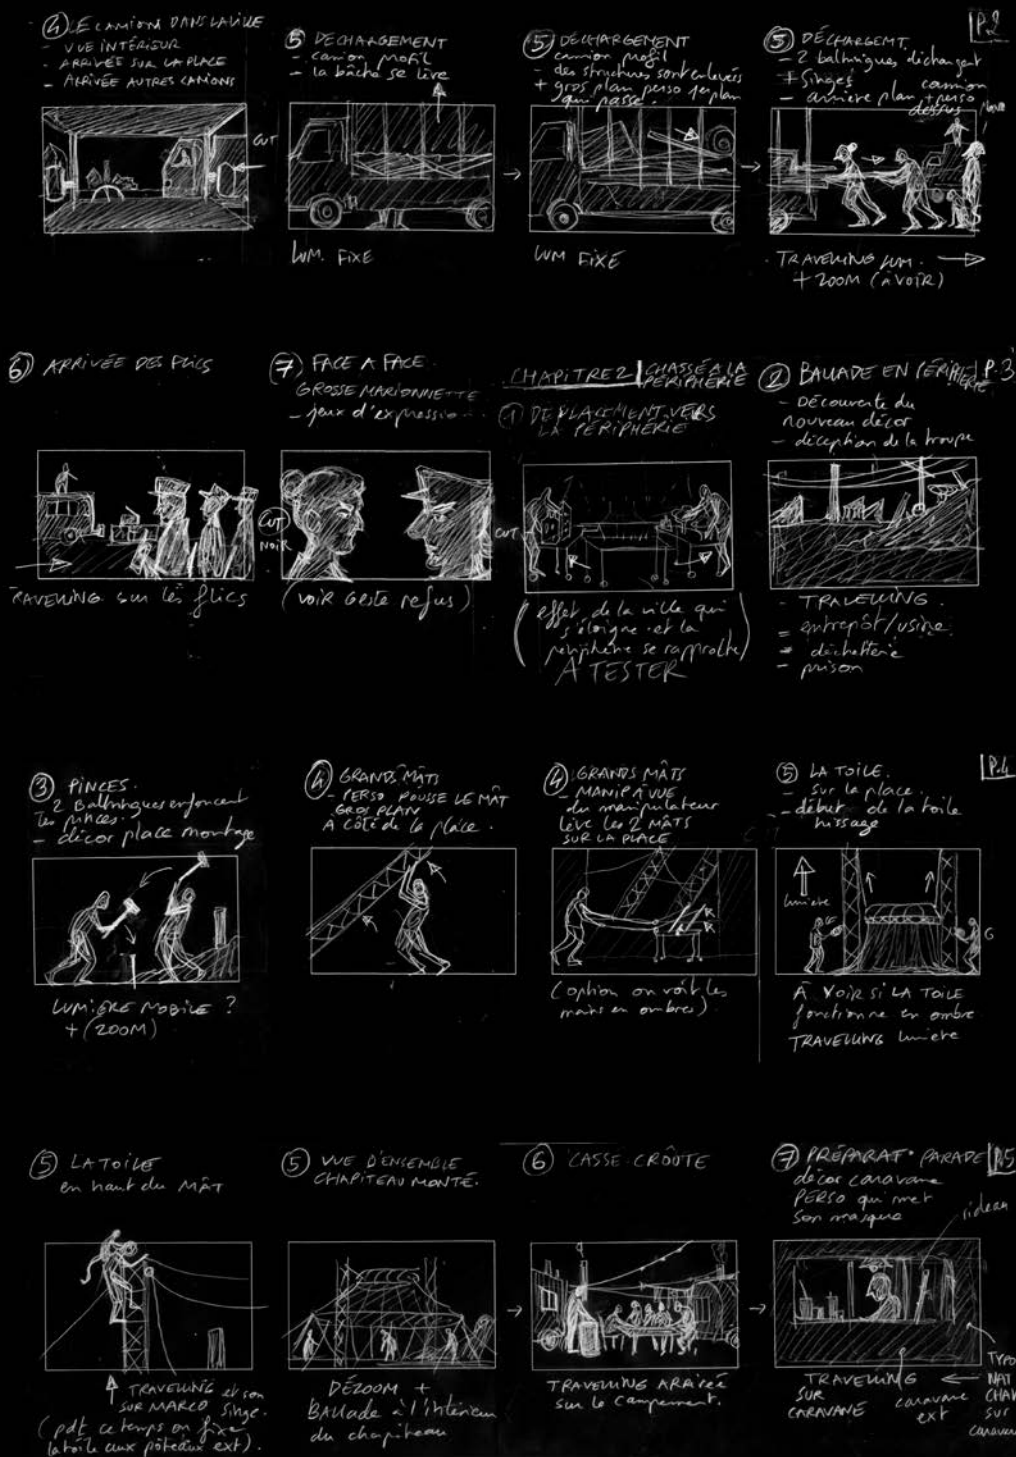 ④ LE CAMION DANS LA VILLE
- VUE INTÉRIEUR
- ARRIVÉE SUR LA PLACE
- ARRIVÉE AUTRES CAMIONS
CUT
⑤ DECHARGEMENT
- camion profil
- la bâche se lève
LUM. FIXE
⑤ DECHARGEMENT
camion profil
- des structures sont enlevées
+ gros plan perso 1er plan
qui passe.
LUM FIXE
P.2
⑤ DÉCHARGEMT.
- 2 baltringues déchargent
+ Singes
camion
- arrière plan + perso
dessus
TRAVELLING LUM.
+ ZOOM (À VOIR)
⑥ ARRIVÉE DES FLICS
TRAVELLING sur les flics
⑦ FACE A FACE
GROSSE MARIONNETTE
- jeux d'expression
CUT
NOIR
CUT
(VOIR Geste refus)
CHAPITRE 2 | CHASSÉ A LA
PÉRIPHÉRIE
① DEPLACEMENT VERS
LA PÉRIPHÉRIE
(effet de la ville qui
s'éloigne et la
périphérie se rapproche)
A TESTER
P.3
② BALLADE EN PÉRIPHÉRIE
- Découverte du
nouveau décor
- déception de la troupe
- TRAVELLING
= entrepôt/usine
= déchetterie
- prison
③ PINCES.
2 Baltringues enfoncent
les pinces.
- décor place montage
LUMIÈRE MOBILE ?
+ (ZOOM)
④ GRANDS MÂTS
- PERSO POUSSE LE MÂT
GROS PLAN
À côté de la place.
④ GRANDS MÂTS
- MANIP À VUE
du manipulateur
lève les 2 MÂTS
SUR LA PLACE
(option on voit les
mains en ombres)
P.4
⑤ LA TOILE.
- sur la place.
- début de la toile
hissage
lumière
G
À VOIR SI LA TOILE
fonctionne en ombre
TRAVELLING lumière
⑤ LA TOILE
en haut du MÂT
TRAVELLING et son
SUR MARCO singe.
(pdt ce temps on fixe
la toile aux poteaux ext).
⑤ VUE D'ENSEMBLE
CHAPITEAU MONTÉ.
DÉZOOM +
BALLADE à l'intérieur
du chapiteau
⑥ CASSE-CROÛTE
TRAVELLING ARRIVÉE
sur le campement.
P.5
⑦ PRÉPARAT° PARADE
décor caravane
PERSO qui met
son masque
rideau
TRAVELLING
SUR
CARAVANE
caravane
ext
TYPO
NAT
CHAP
SUR
caravane